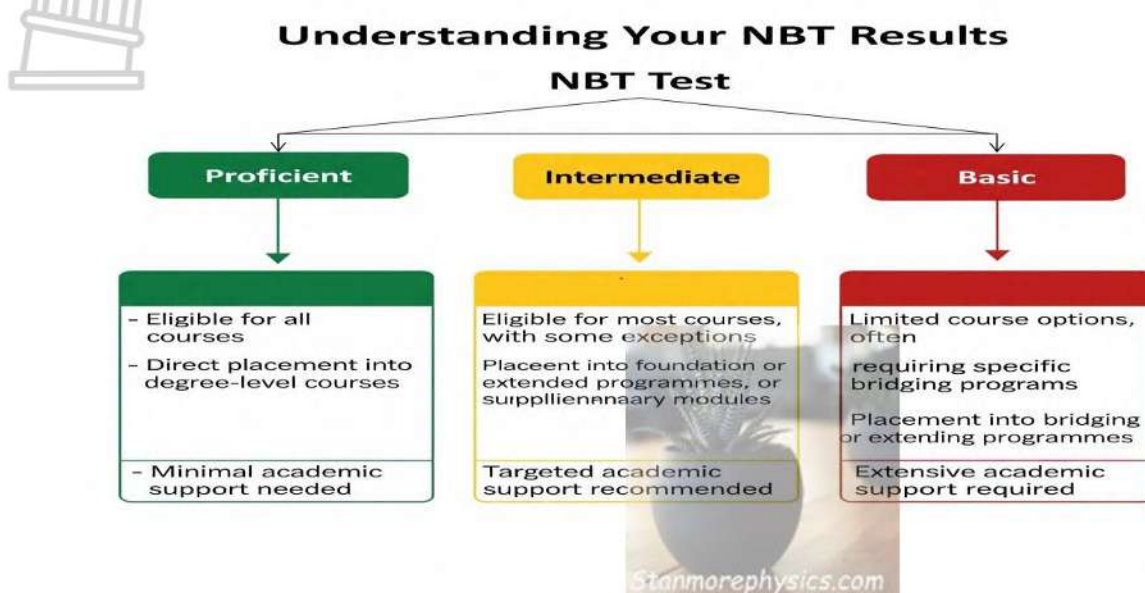 Understanding Your NBT Results
NBT Test
Proficient
- Eligible for all
courses
- Direct placement into
degree-level courses
- Minimal academic
support needed
Intermediate
Eligible for most courses,
with some exceptions
Placeent into foundation or
extended programmes, or
supplliennnaary modules
Targeted academic
support recommended
Basic
Limited course options,
often
requiring specific
bridging programs
Placement into bridging
or extending programmes
Extensive academic
support required
Stanmorephysics.com